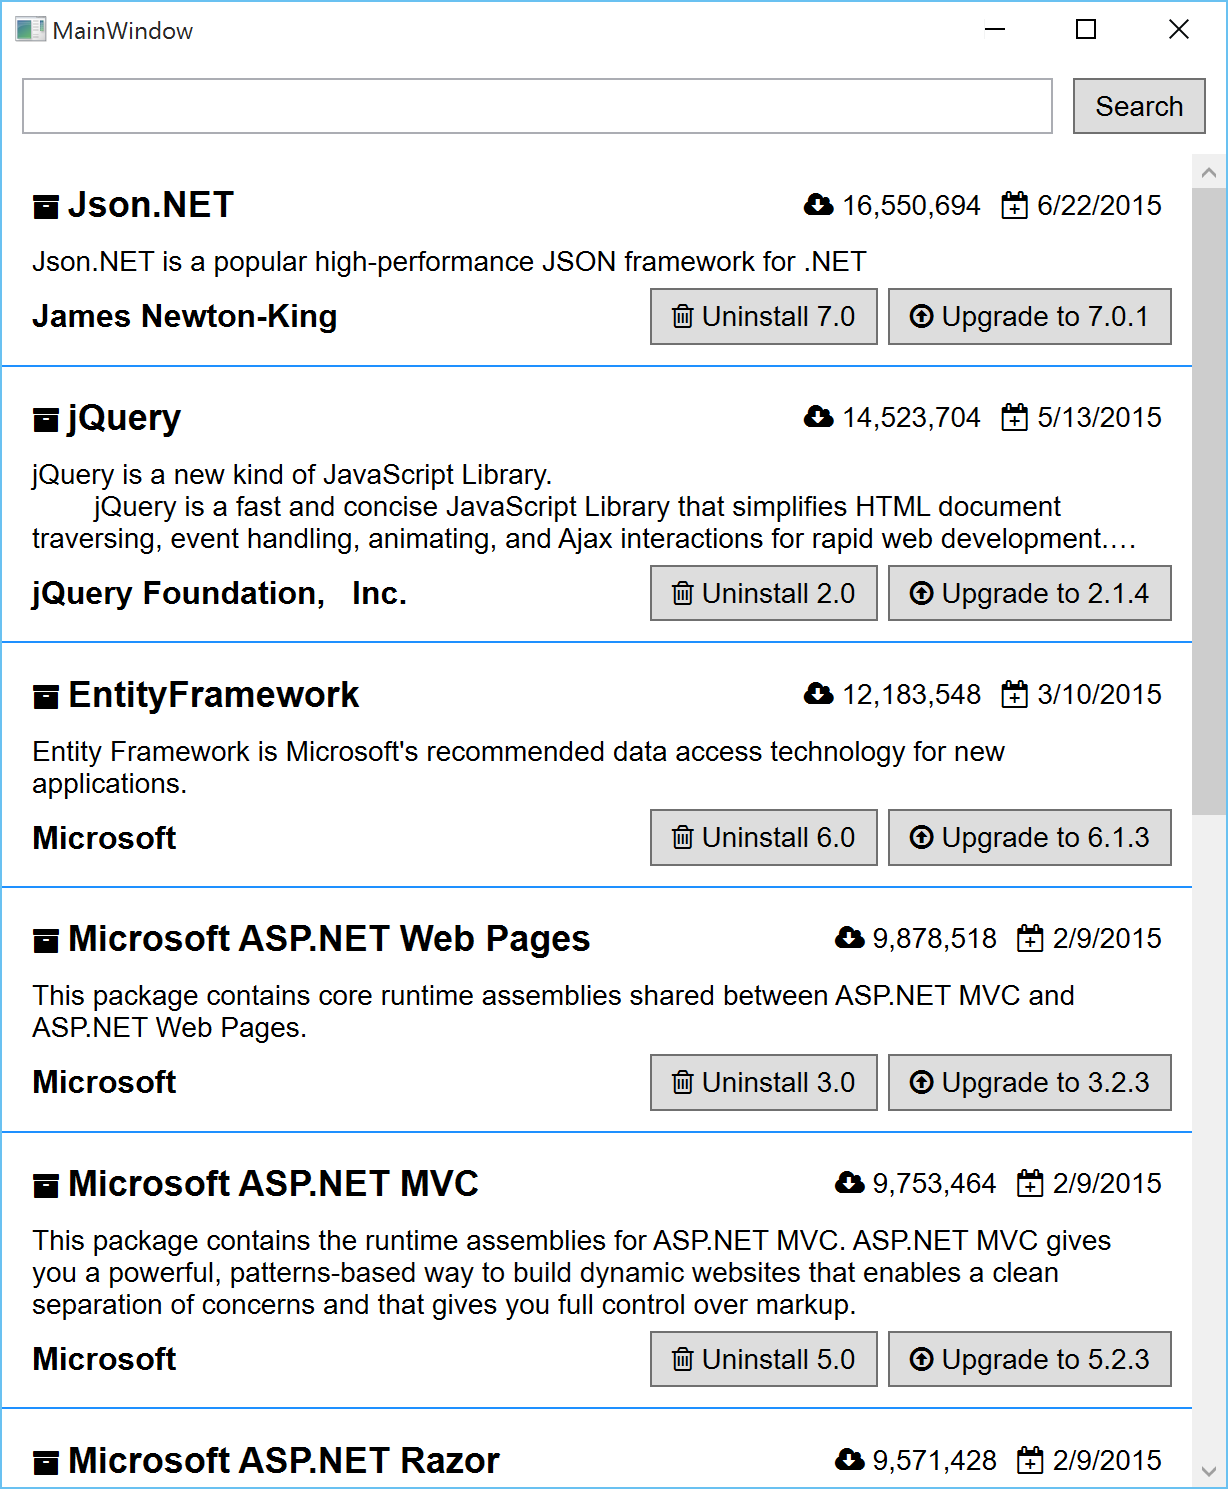 MainWindow
Search
Json.NET 16,550,694 6/22/2015
Json.NET is a popular high-performance JSON framework for .NET
James Newton-King Uninstall 7.0 Upgrade to 7.0.1
jQuery 14,523,704 5/13/2015
jQuery is a new kind of JavaScript Library.
jQuery is a fast and concise JavaScript Library that simplifies HTML document
traversing, event handling, animating, and Ajax interactions for rapid web development....
jQuery Foundation, Inc. Uninstall 2.0 Upgrade to 2.1.4
EntityFramework 12,183,548 3/10/2015
Entity Framework is Microsoft's recommended data access technology for new
applications.
Microsoft Uninstall 6.0 Upgrade to 6.1.3
Microsoft ASP.NET Web Pages 9,878,518 2/9/2015
This package contains core runtime assemblies shared between ASP.NET MVC and
ASP.NET Web Pages.
Microsoft Uninstall 3.0 Upgrade to 3.2.3
Microsoft ASP.NET MVC 9,753,464 2/9/2015
This package contains the runtime assemblies for ASP.NET MVC. ASP.NET MVC gives
you a powerful, patterns-based way to build dynamic websites that enables a clean
separation of concerns and that gives you full control over markup.
Microsoft Uninstall 5.0 Upgrade to 5.2.3
Microsoft ASP.NET Razor 9,571,428 2/9/2015